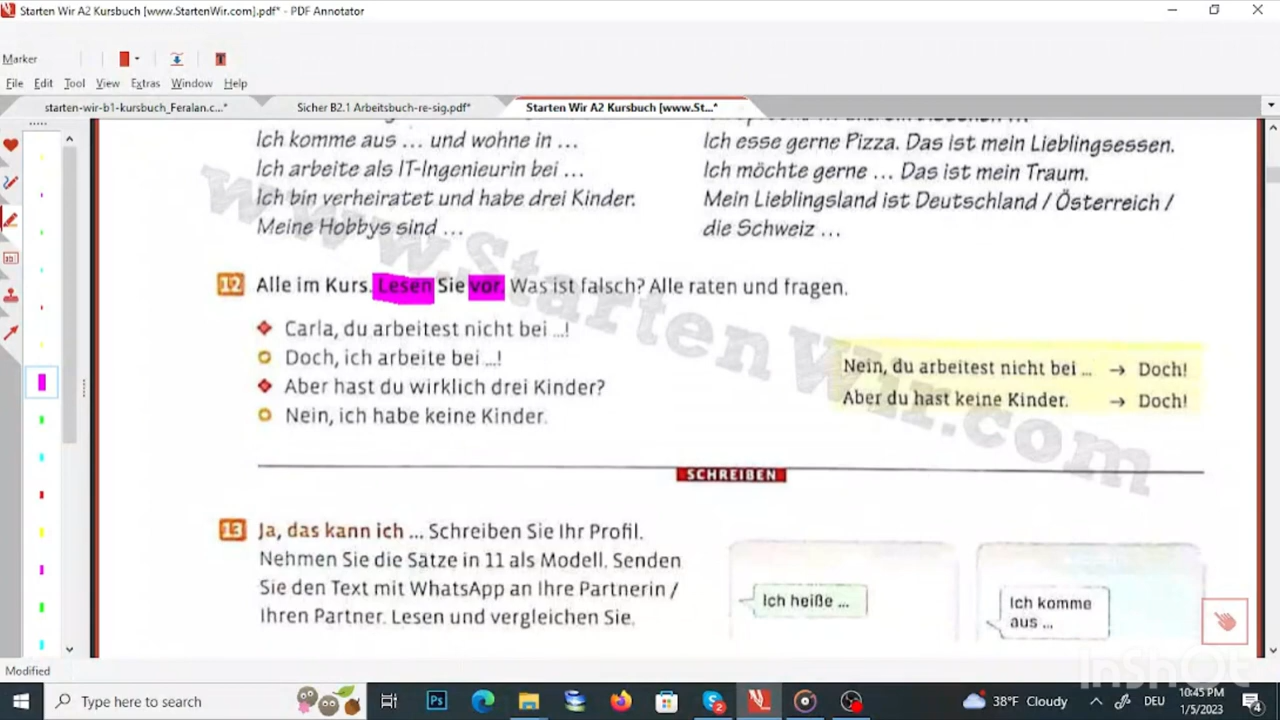 Starten Wir A2 Kursbuch [www.StartenWir.com].pdf* - PDF Annotator
Marker
File Edit Tool View Extras Window Help
starten-wir-b1-kursbuch_Feralan.c...*
Sicher B2.1 Arbeitsbuch-re-sig.pdf*
Starten Wir A2 Kursbuch [www.St...*
Ich komme aus ... und wohne in ...
Ich arbeite als IT-Ingenieurin bei ...
Ich bin verheiratet und habe drei Kinder.
Meine Hobbys sind ...
Ich esse gerne Pizza. Das ist mein Lieblingsessen.
Ich möchte gerne ... Das ist mein Traum.
Mein Lieblingsland ist Deutschland / Österreich /
die Schweiz ...
www.StartenWir.com
12 Alle im Kurs. Lesen Sie vor. Was ist falsch? Alle raten und fragen.
Carla, du arbeitest nicht bei ...!
Doch, ich arbeite bei ...!
Aber hast du wirklich drei Kinder?
Nein, ich habe keine Kinder.
Nein, du arbeitest nicht bei ... → Doch!
Aber du hast keine Kinder. → Doch!
SCHREIBEN
13 Ja, das kann ich ... Schreiben Sie Ihr Profil.
Nehmen Sie die Sätze in 11 als Modell. Senden
Sie den Text mit WhatsApp an Ihre Partnerin /
Ihren Partner. Lesen und vergleichen Sie.
Ich heiße ...
Ich komme
aus ...
InShOt
Modified
Type here to search
Ps
2
38°F Cloudy
DEU
10:45 PM
1/5/2023
4